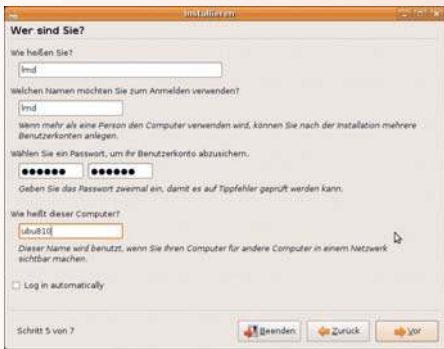 Installieren
Wer sind Sie?
Wie heißen Sie?
lmd
Welchen Namen möchten Sie zum Anmelden verwenden?
lmd
Wenn mehr als eine Person den Computer verwenden wird, können Sie nach der Installation mehrere
Benutzerkonten anlegen.
Wählen Sie ein Passwort, um Ihr Benutzerkonto abzusichern.
●●●●●● ●●●●●●
Geben Sie das Passwort zweimal ein, damit es auf Tippfehler geprüft werden kann.
Wie heißt dieser Computer?
ubu810
Dieser Name wird benutzt, wenn Sie Ihren Computer für andere Computer in einem Netzwerk
sichtbar machen.
Log in automatically
Schritt 5 von 7
Beenden
Zurück
Vor